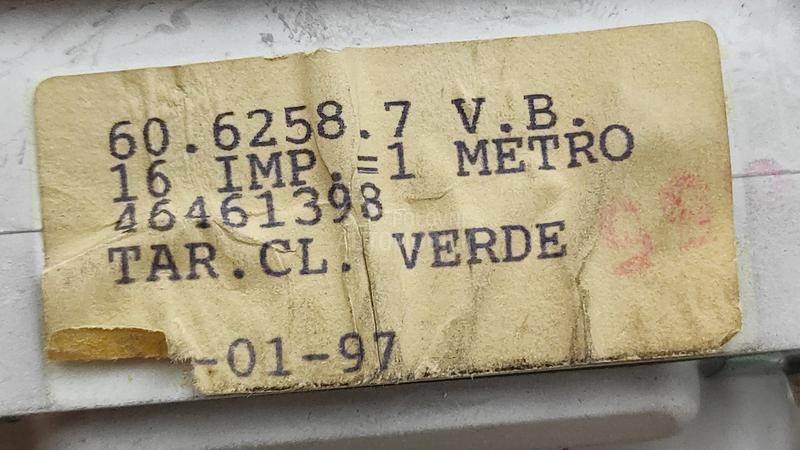 60.6258.7 V.B.
16 IMP.=1 METRO
46461398
TAR.CL. VERDE
-01-97